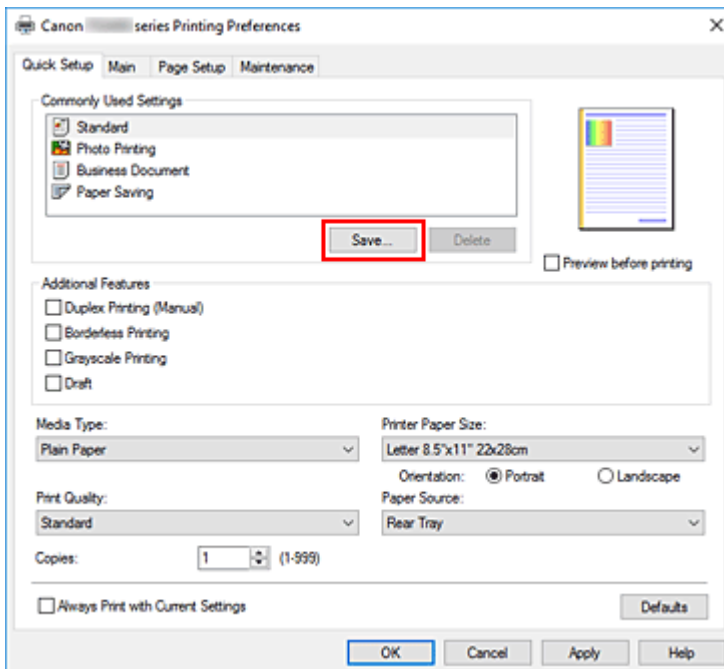 Canon series Printing Preferences
Quick Setup Main Page Setup Maintenance
Commonly Used Settings
Standard
Photo Printing
Business Document
Paper Saving
Save... Delete
Preview before printing
Additional Features
Duplex Printing (Manual)
Borderless Printing
Grayscale Printing
Draft
Media Type: Printer Paper Size:
Plain Paper Letter 8.5"x11" 22x28cm
Orientation: Portrait Landscape
Print Quality: Paper Source:
Standard Rear Tray
Copies: 1 (1-999)
Always Print with Current Settings Defaults
OK Cancel Apply Help